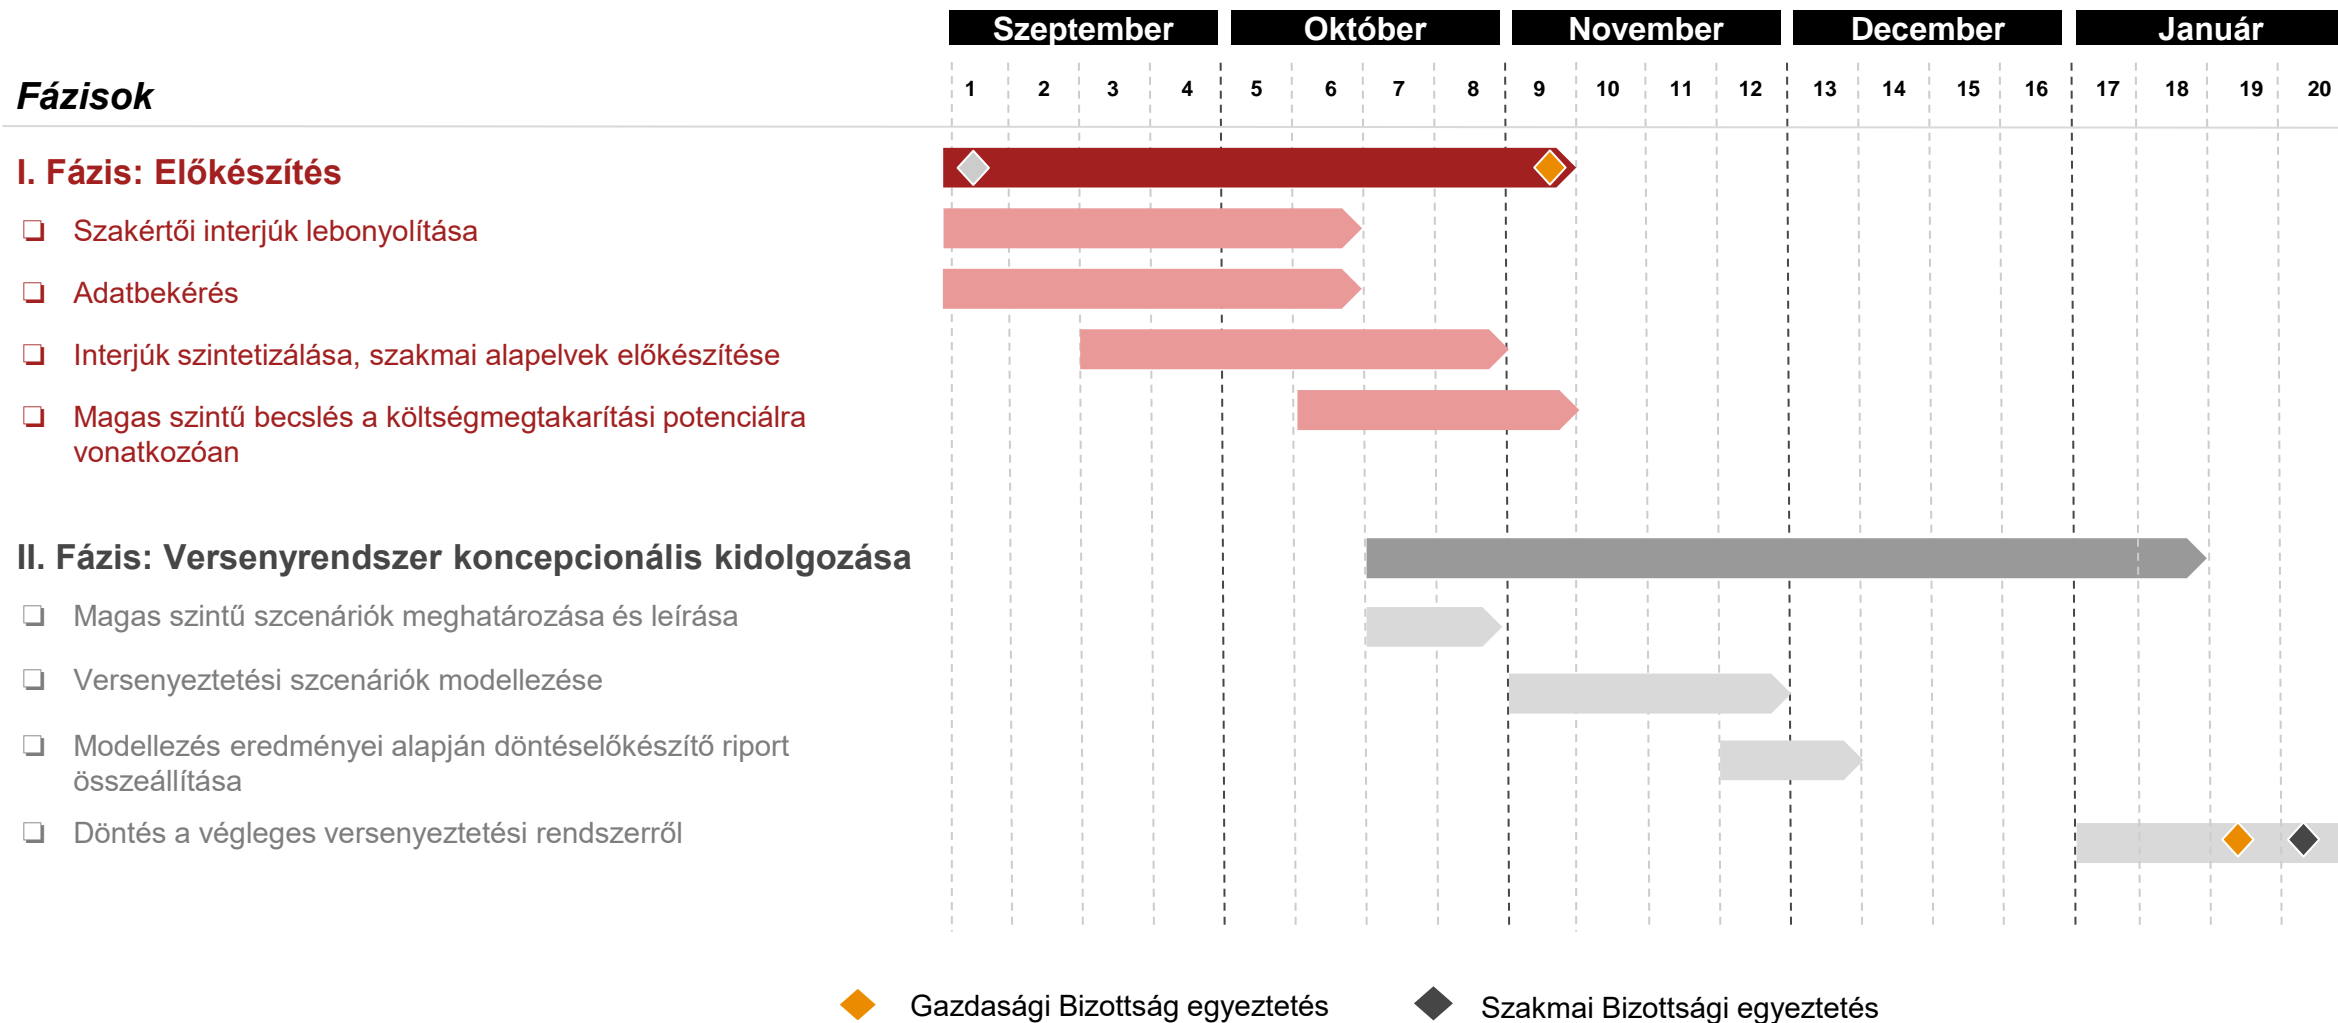 Szeptember Október November December Január
Fázisok
1 2 3 4 5 6 7 8 9 10 11 12 13 14 15 16 17 18 19 20
I. Fázis: Előkészítés
Szakértői interjúk lebonyolítása
Adatbekérés
Interjúk szintetizálása, szakmai alapelvek előkészítése
Magas szintű becslés a költségmegtakarítási potenciálra
vonatkozóan
II. Fázis: Versenyrendszer koncepcionális kidolgozása
Magas szintű szcenáriók meghatározása és leírása
Versenyeztetési szcenáriók modellezése
Modellezés eredményei alapján döntéselőkészítő riport
összeállítása
Döntés a végleges versenyeztetési rendszerről
Gazdasági Bizottság egyeztetés
Szakmai Bizottsági egyeztetés